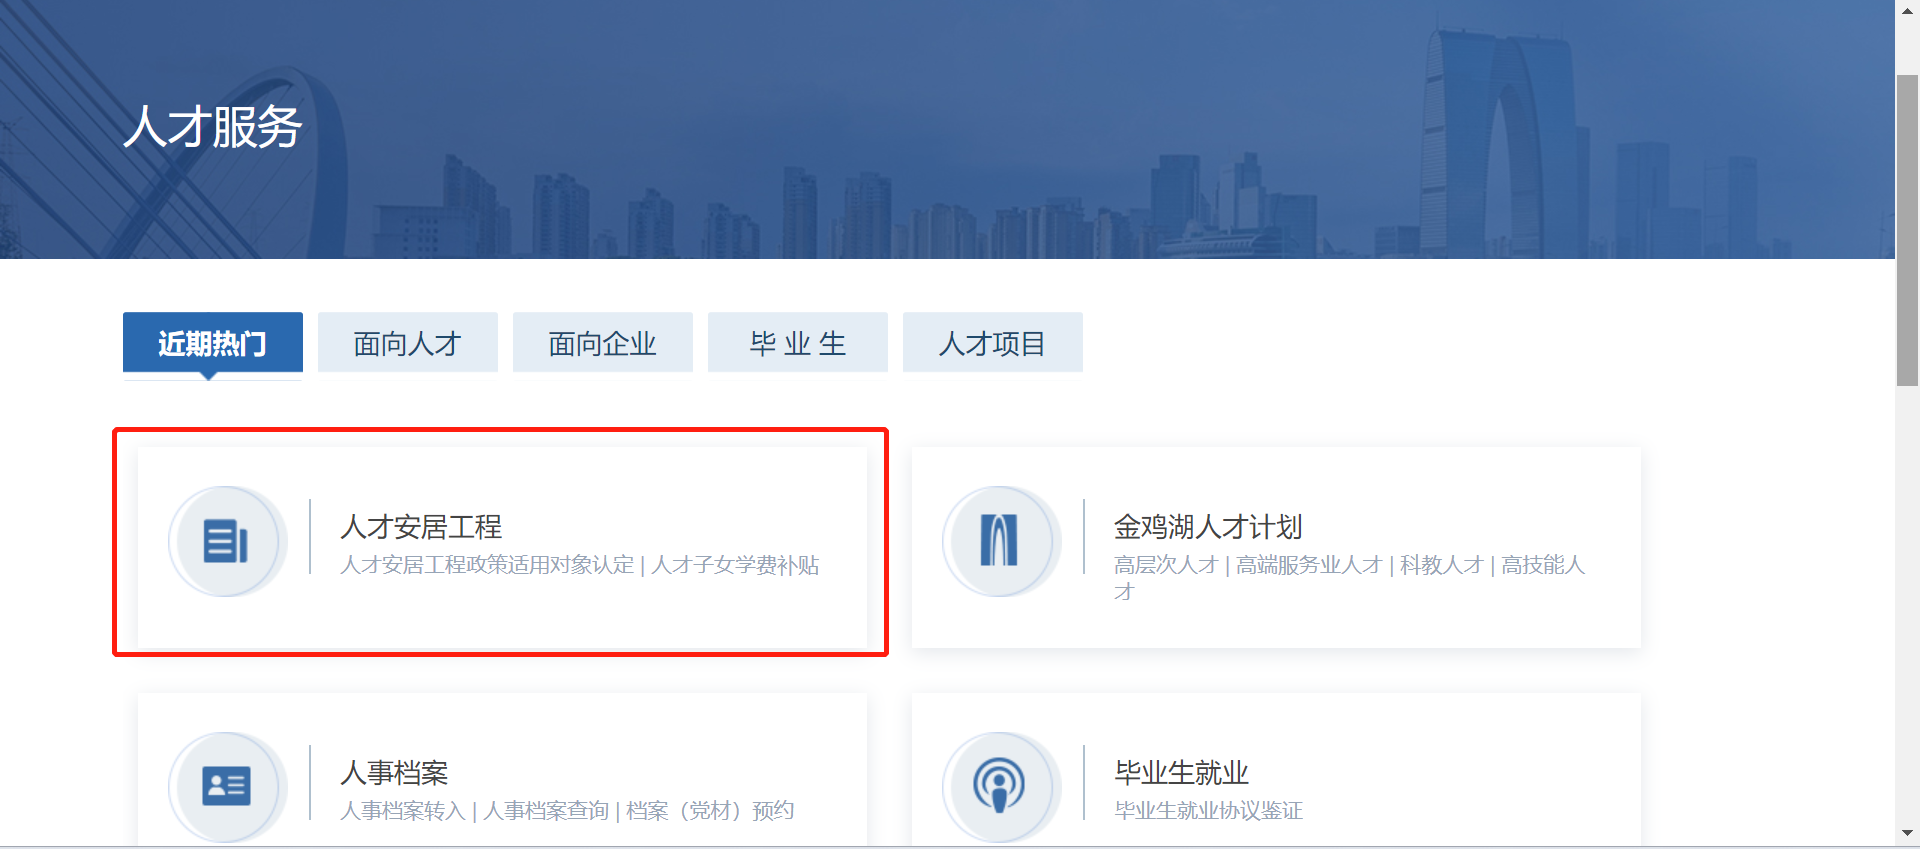 人才服务
近期热门
面向人才
面向企业
毕 业 生
人才项目
人才安居工程
人才安居工程政策适用对象认定 | 人才子女学费补贴
金鸡湖人才计划
高层次人才 | 高端服务业人才 | 科教人才 | 高技能人
才
人事档案
人事档案转入 | 人事档案查询 | 档案（党材）预约
毕业生就业
毕业生就业协议鉴证